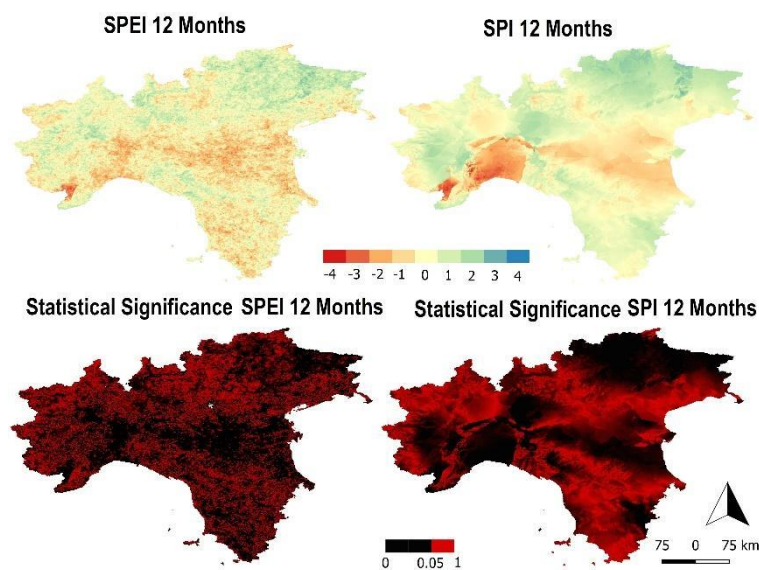 SPEI 12 Months
SPI 12 Months
-4 -3 -2 -1 0 1 2 3 4
Statistical Significance SPEI 12 Months
Statistical Significance SPI 12 Months
0 0.05 1
75 0 75 km